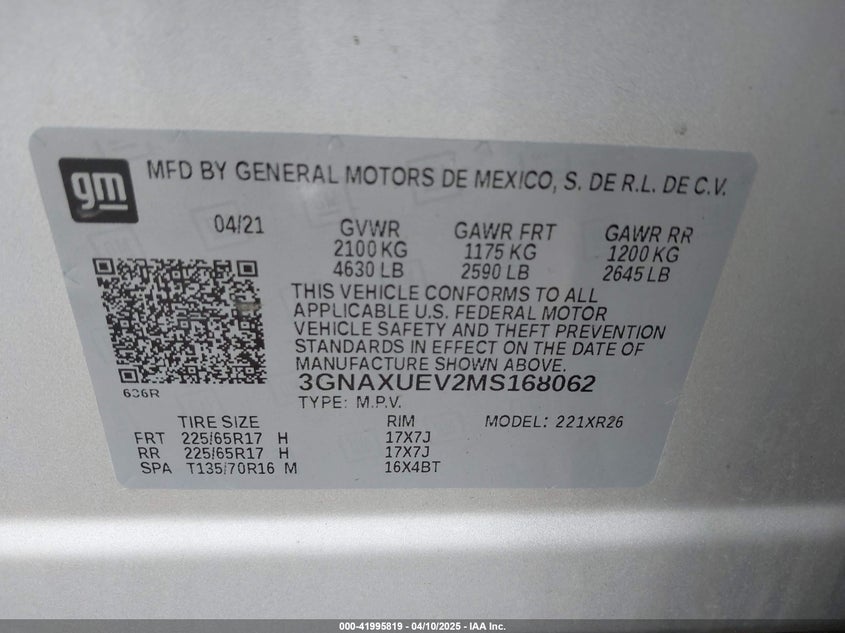 gm
MFD BY GENERAL MOTORS DE MEXICO, S. DE R.L. DE C.V.
04/21 GVWR GAWR FRT GAWR RR
2100 KG 1175 KG 1200 KG
4630 LB 2590 LB 2645 LB
THIS VEHICLE CONFORMS TO ALL
APPLICABLE U.S. FEDERAL MOTOR
VEHICLE SAFETY AND THEFT PREVENTION
STANDARDS IN EFFECT ON THE DATE OF
MANUFACTURE SHOWN ABOVE.
636R 3GNAXUEV2MS168062
TYPE: M.P.V.
TIRE SIZE RIM MODEL: 221XR26
FRT 225/65R17 H 17X7J
RR 225/65R17 H 17X7J
SPA T135/70R16 M 16X4BT
000-41995819 - 04/10/2025 - IAA Inc.